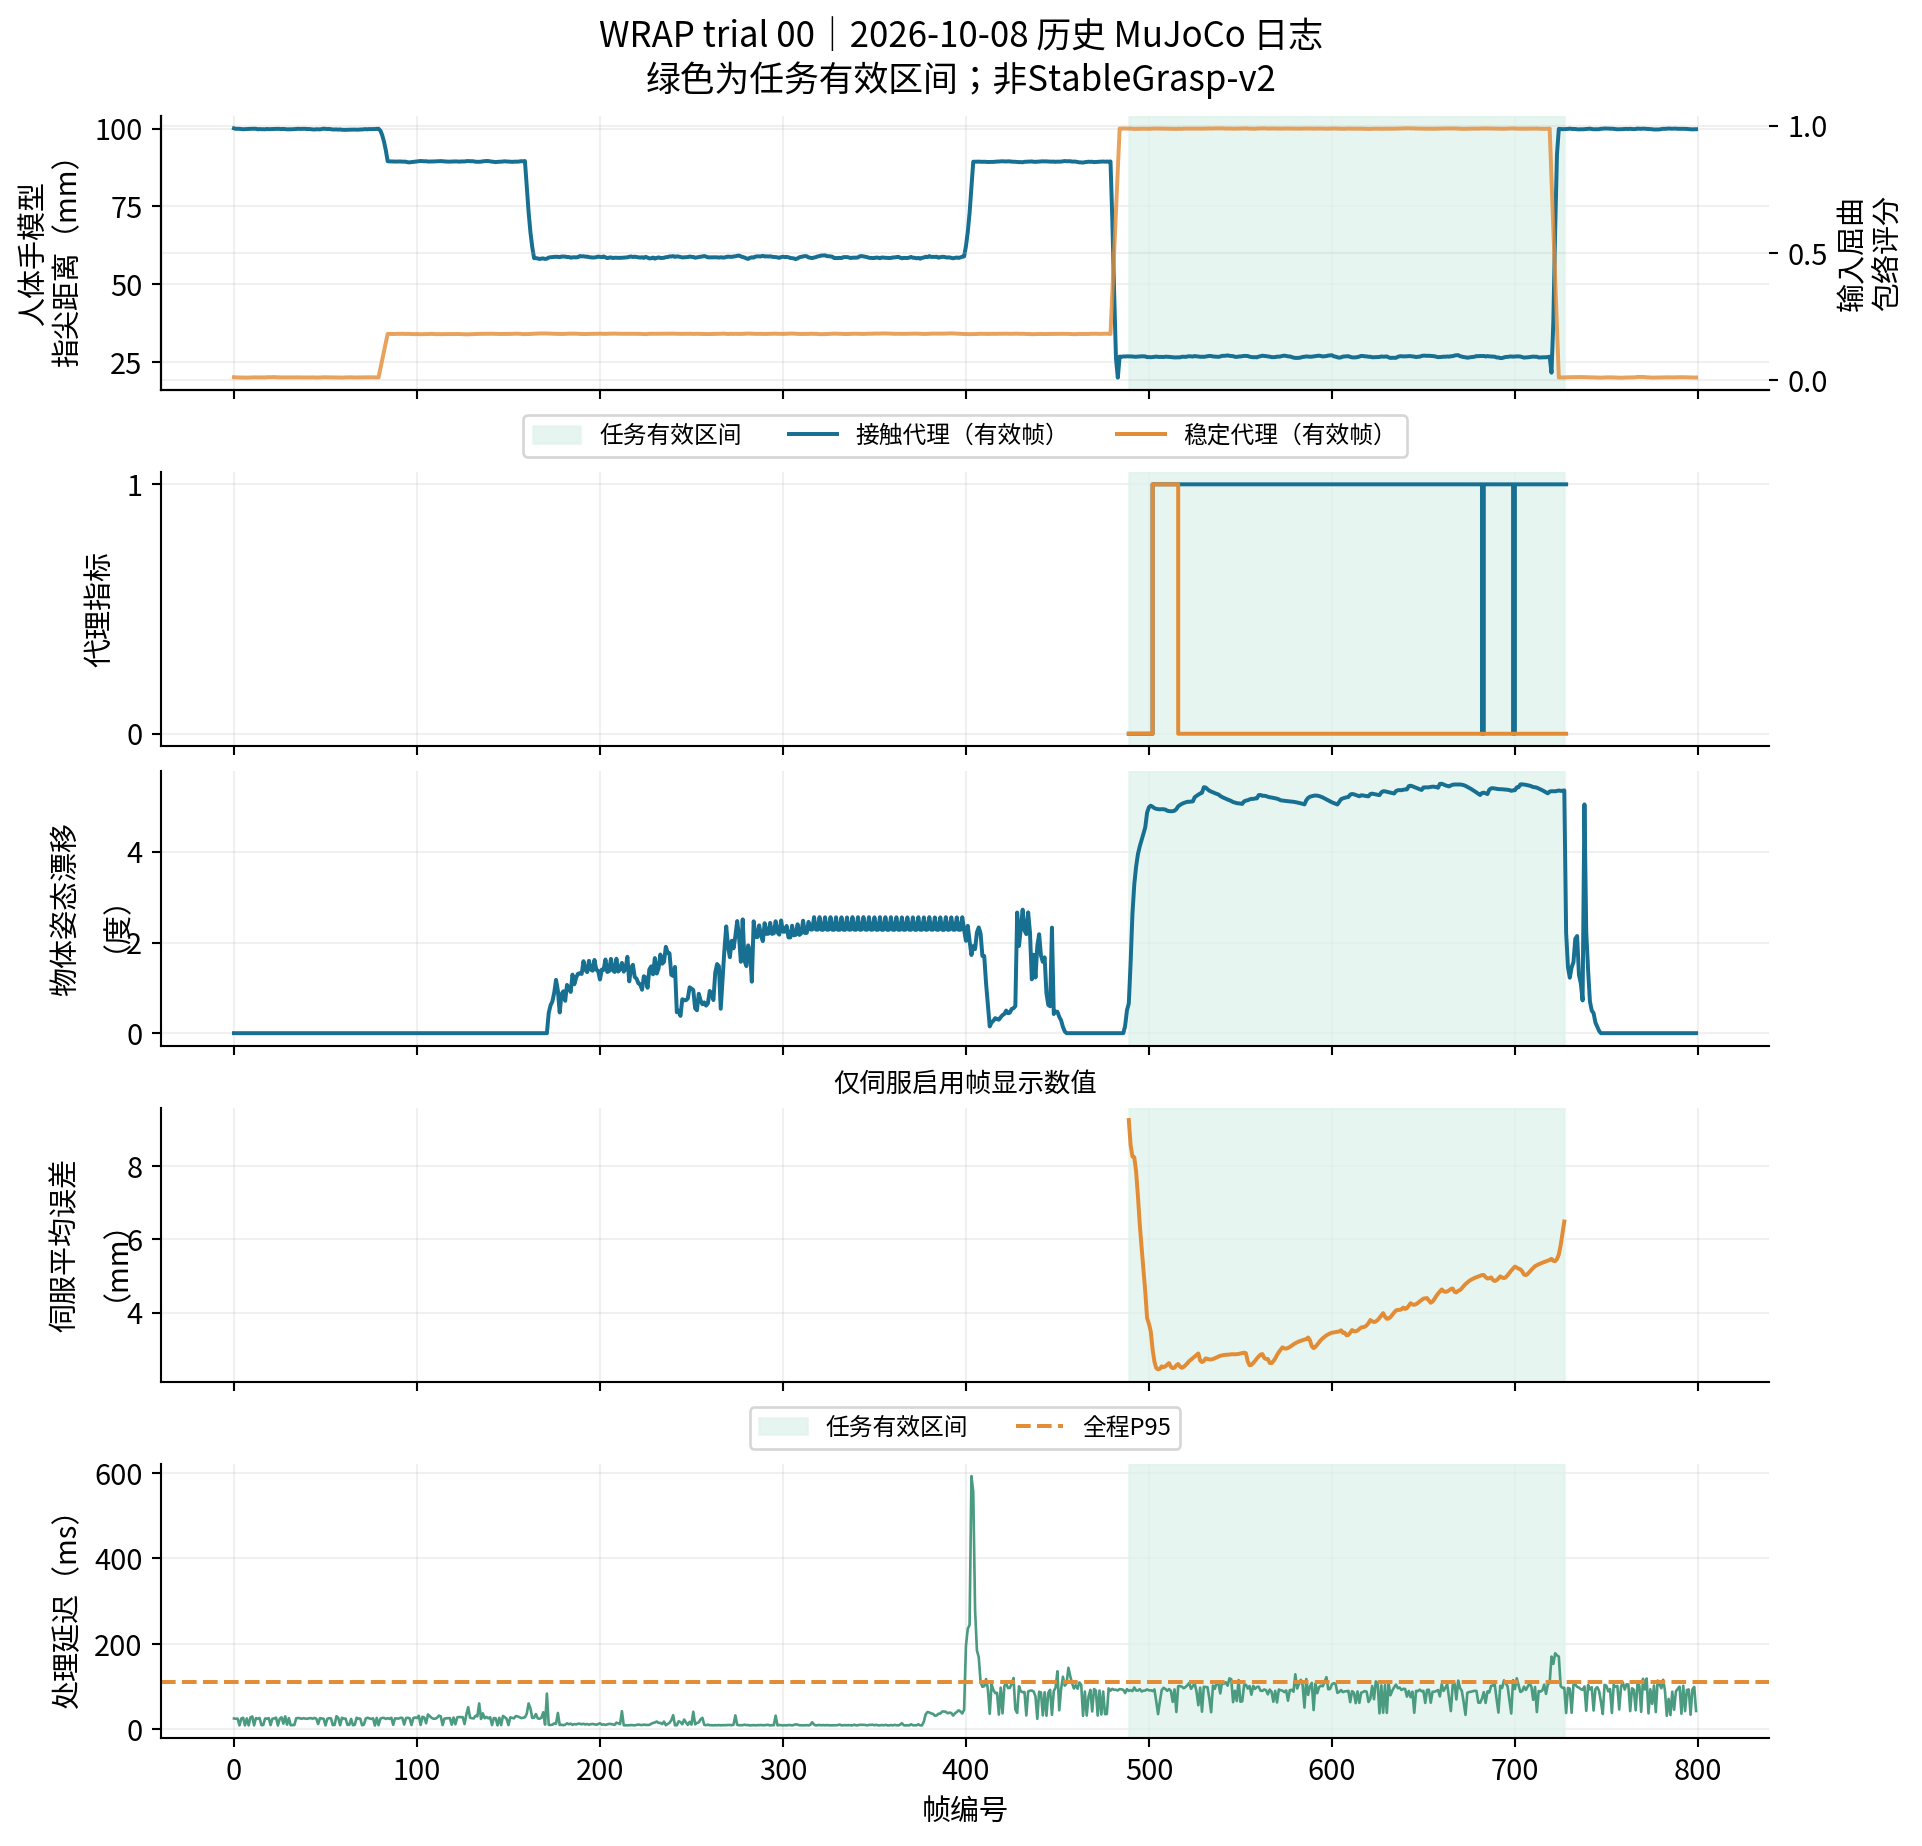 WRAP trial 00｜2026-10-08 历史 MuJoCo 日志
绿色为任务有效区间；非StableGrasp-v2
人体手模型
指尖距离（mm）
100
75
50
25
1.0
0.5
0.0
输入屈曲
包络评分
任务有效区间
接触代理（有效帧）
稳定代理（有效帧）
代理指标
1
0
物体姿态漂移
（度）
4
2
0
仅伺服启用帧显示数值
伺服平均误差
（mm）
8
6
4
任务有效区间
全程P95
处理延迟（ms）
600
400
200
0
0
100
200
300
400
500
600
700
800
帧编号